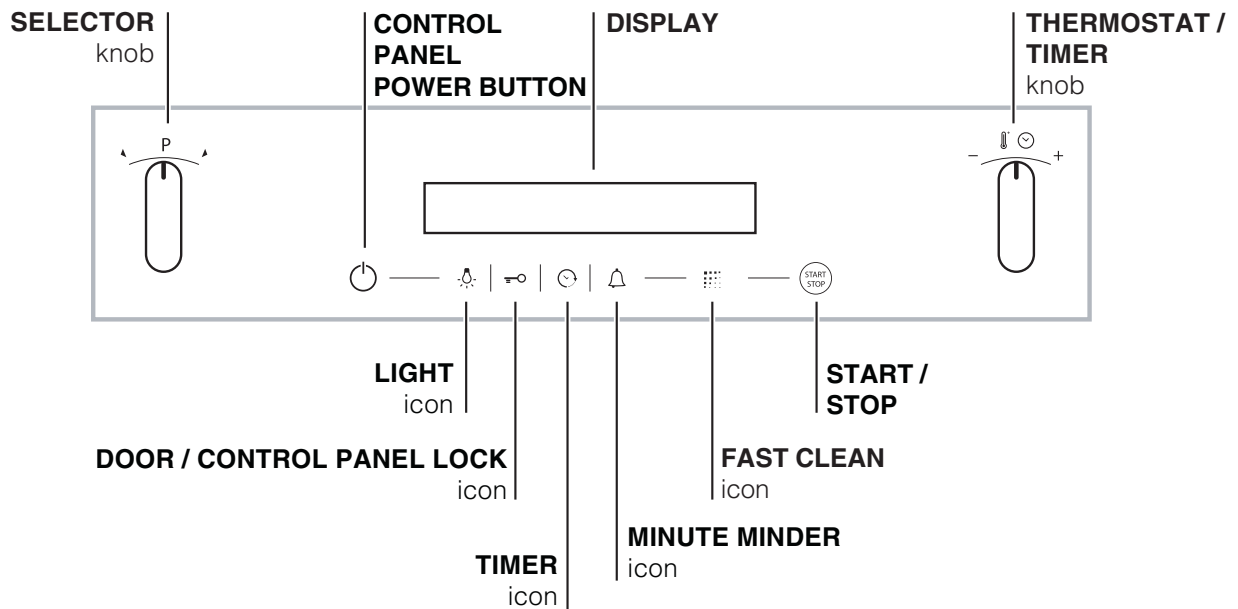 SELECTOR
knob
CONTROL
PANEL
POWER BUTTON
DISPLAY
THERMOSTAT /
TIMER
knob
P
- +
START
STOP
LIGHT
icon
START /
STOP
DOOR / CONTROL PANEL LOCK
icon
FAST CLEAN
icon
MINUTE MINDER
icon
TIMER
icon